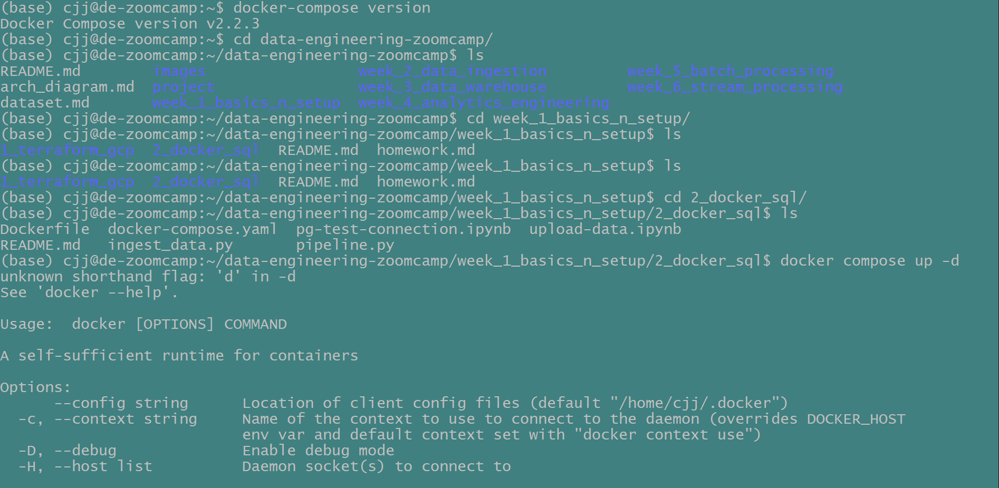 (base) cjj@de-zoomcamp:~$ docker-compose version
Docker Compose version v2.2.3
(base) cjj@de-zoomcamp:~$ cd data-engineering-zoomcamp/
(base) cjj@de-zoomcamp:~/data-engineering-zoomcamp$ ls
README.md        images                 week_2_data_ingestion         week_5_batch_processing
arch_diagram.md  project                week_3_data_warehouse         week_6_stream_processing
dataset.md       week_1_basics_n_setup  week_4_analytics_engineering
(base) cjj@de-zoomcamp:~/data-engineering-zoomcamp$ cd week_1_basics_n_setup/
(base) cjj@de-zoomcamp:~/data-engineering-zoomcamp/week_1_basics_n_setup$ ls
1_terraform_gcp  2_docker_sql  README.md  homework.md
(base) cjj@de-zoomcamp:~/data-engineering-zoomcamp/week_1_basics_n_setup$ ls
1_terraform_gcp  2_docker_sql  README.md  homework.md
(base) cjj@de-zoomcamp:~/data-engineering-zoomcamp/week_1_basics_n_setup$ cd 2_docker_sql/
(base) cjj@de-zoomcamp:~/data-engineering-zoomcamp/week_1_basics_n_setup/2_docker_sql$ ls
Dockerfile  docker-compose.yaml  pg-test-connection.ipynb  upload-data.ipynb
README.md   ingest_data.py       pipeline.py
(base) cjj@de-zoomcamp:~/data-engineering-zoomcamp/week_1_basics_n_setup/2_docker_sql$ docker compose up -d
unknown shorthand flag: 'd' in -d
See 'docker --help'.
Usage:  docker [OPTIONS] COMMAND
A self-sufficient runtime for containers
Options:
      --config string      Location of client config files (default "/home/cjj/.docker")
  -c, --context string     Name of the context to use to connect to the daemon (overrides DOCKER_HOST
                           env var and default context set with "docker context use")
  -D, --debug              Enable debug mode
  -H, --host list          Daemon socket(s) to connect to